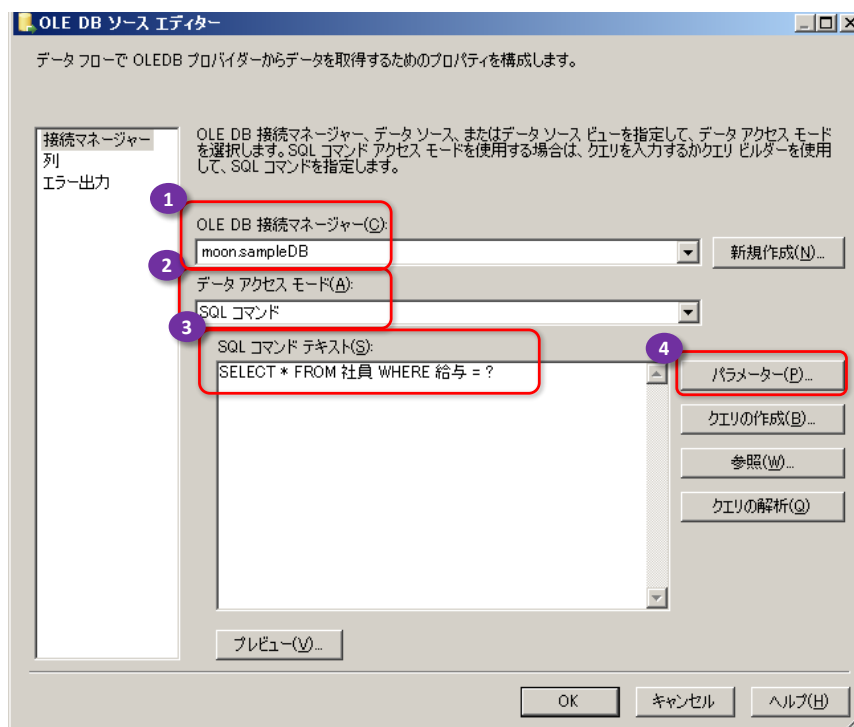 OLE DB ソース エディター
データ フローで OLEDB プロバイダーからデータを取得するためのプロパティを構成します。
接続マネージャー
列
エラー出力
OLE DB 接続マネージャー、データ ソース、またはデータ ソース ビューを指定して、データ アクセス モード
を選択します。SQL コマンド アクセス モードを使用する場合は、クエリを入力するかクエリ ビルダーを使用
して、SQL コマンドを指定します。
1
OLE DB 接続マネージャー(C):
moon.sampleDB
新規作成(N)...
2
データ アクセス モード(A):
SQL コマンド
3
SQL コマンド テキスト(S):
SELECT * FROM 社員 WHERE 給与 = ?
4
パラメーター(P)...
クエリの作成(B)...
参照(W)...
クエリの解析(Q)
プレビュー(V)...
OK
キャンセル
ヘルプ(H)